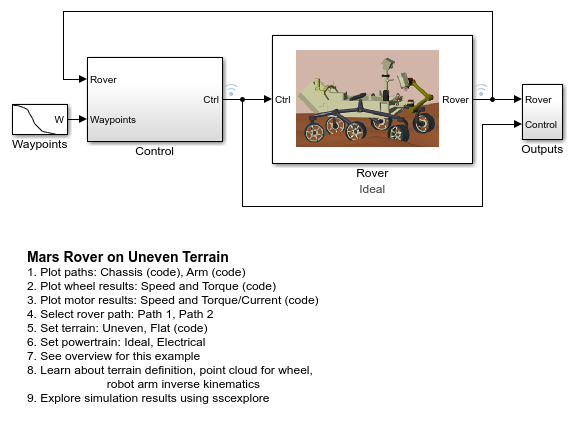 Rover
Ctrl
Waypoints
W
Waypoints
Control
Ctrl
Rover
Rover
Ideal
Rover
Control
Outputs
Mars Rover on Uneven Terrain
1. Plot paths: Chassis (code), Arm (code)
2. Plot wheel results: Speed and Torque (code)
3. Plot motor results: Speed and Torque/Current (code)
4. Select rover path: Path 1, Path 2
5. Set terrain: Uneven, Flat (code)
6. Set powertrain: Ideal, Electrical
7. See overview for this example
8. Learn about terrain definition, point cloud for wheel,
robot arm inverse kinematics
9. Explore simulation results using sscexplore